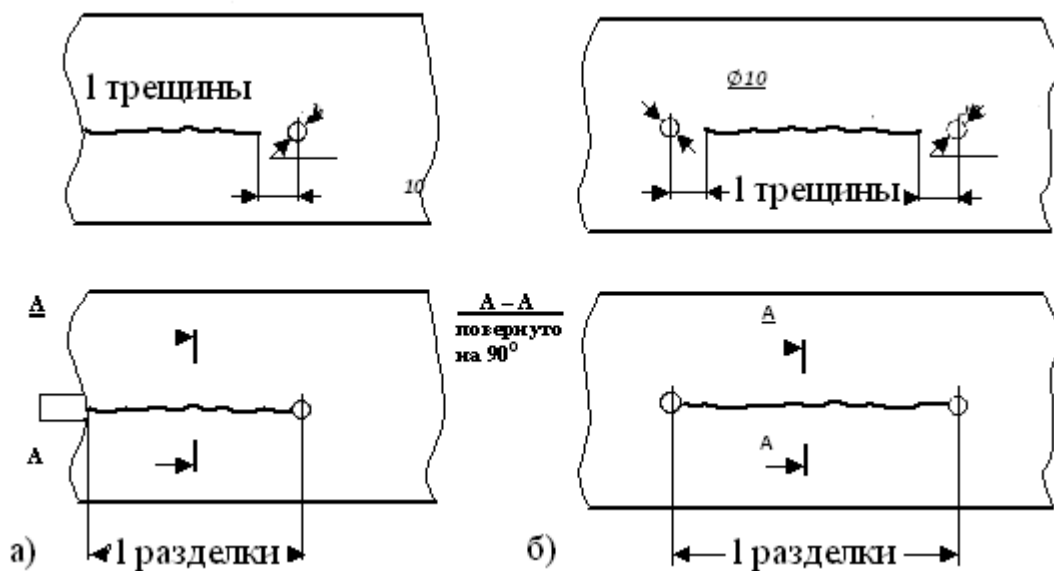 l трещины
10
Ø10
l трещины
А
А
а)
l разделки
А – А
повернуто
на 90°
А
А
б)
l разделки